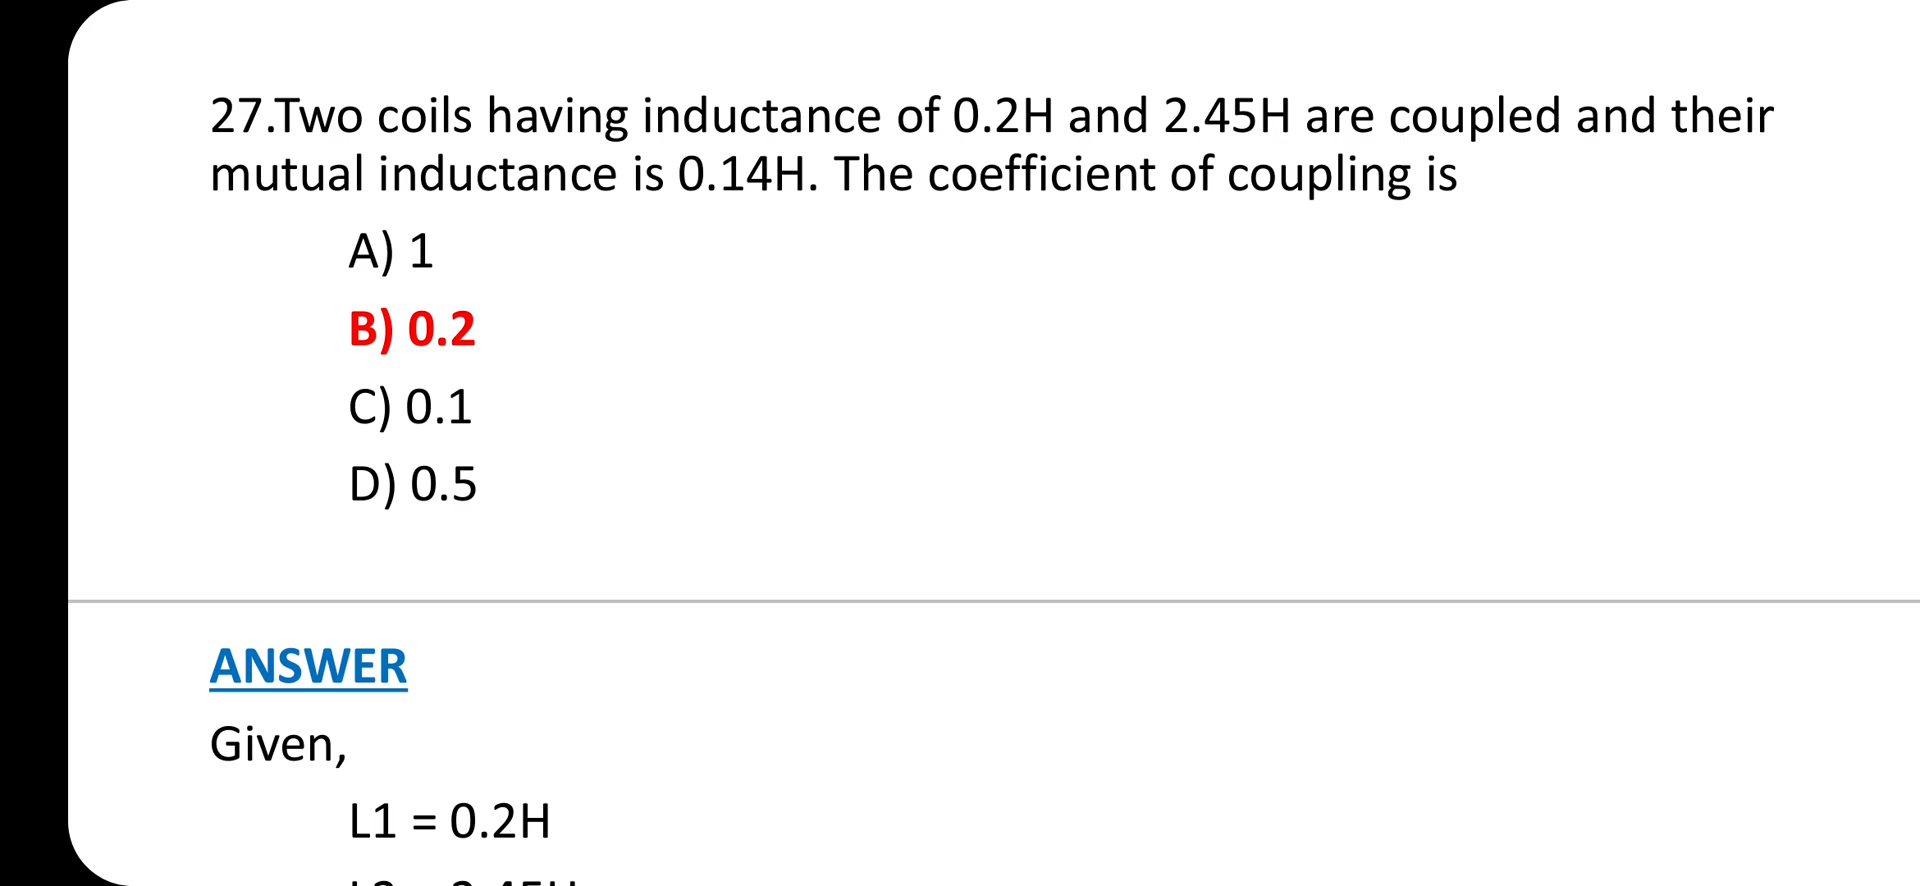 27.Two coils having inductance of 0.2H and 2.45H are coupled and their
mutual inductance is 0.14H. The coefficient of coupling is
A) 1
B) 0.2
C) 0.1
D) 0.5
ANSWER
Given,
L1 = 0.2H